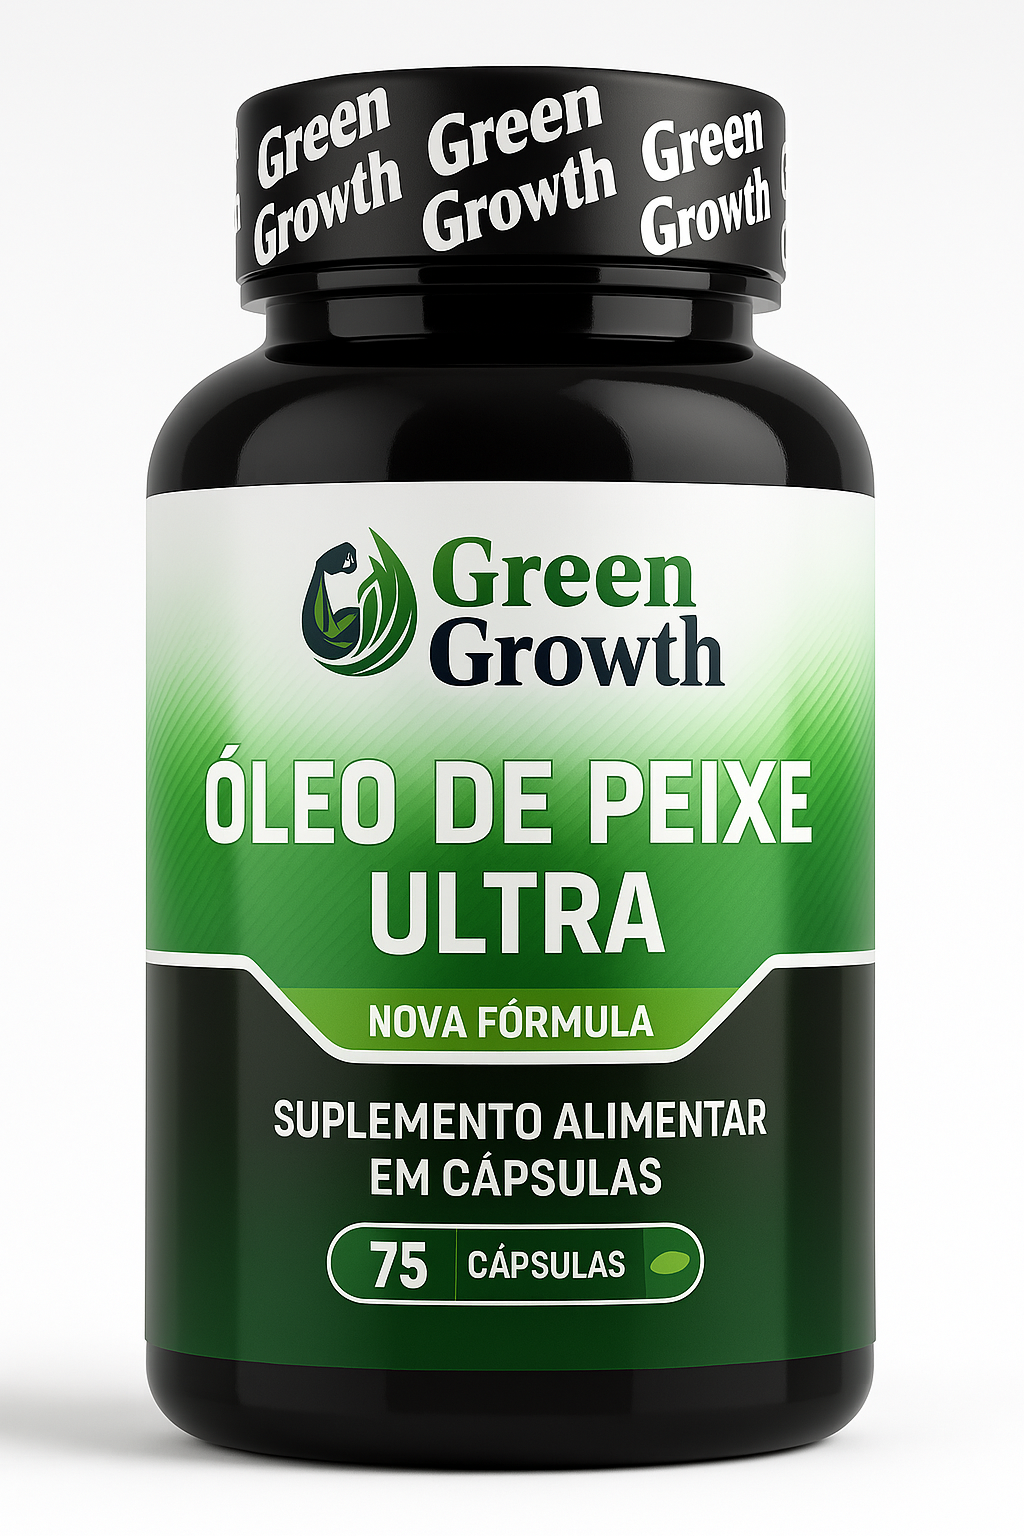 Green
Growth
Green
Growth
Green
Growth
Green
Growth
ÓLEO DE PEIXE
ULTRA
NOVA FÓRMULA
SUPLEMENTO ALIMENTAR
EM CÁPSULAS
75 CÁPSULAS